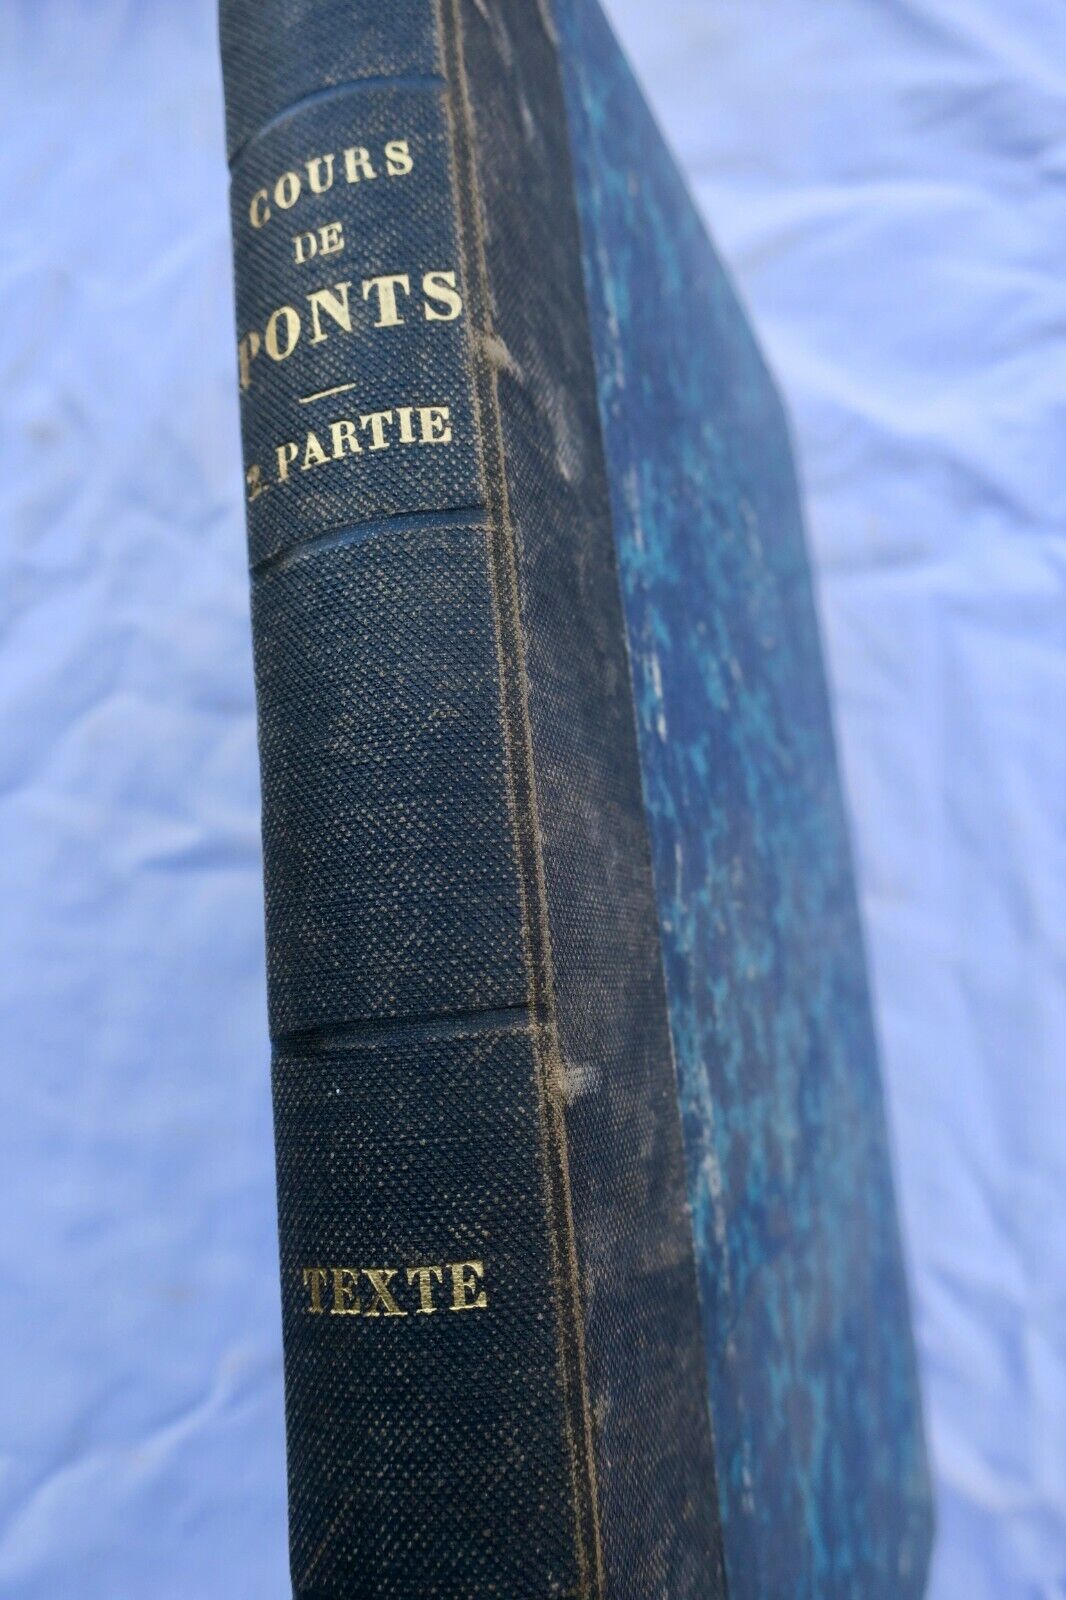 COURS
DE
PONTS
2. PARTIE
TEXTE